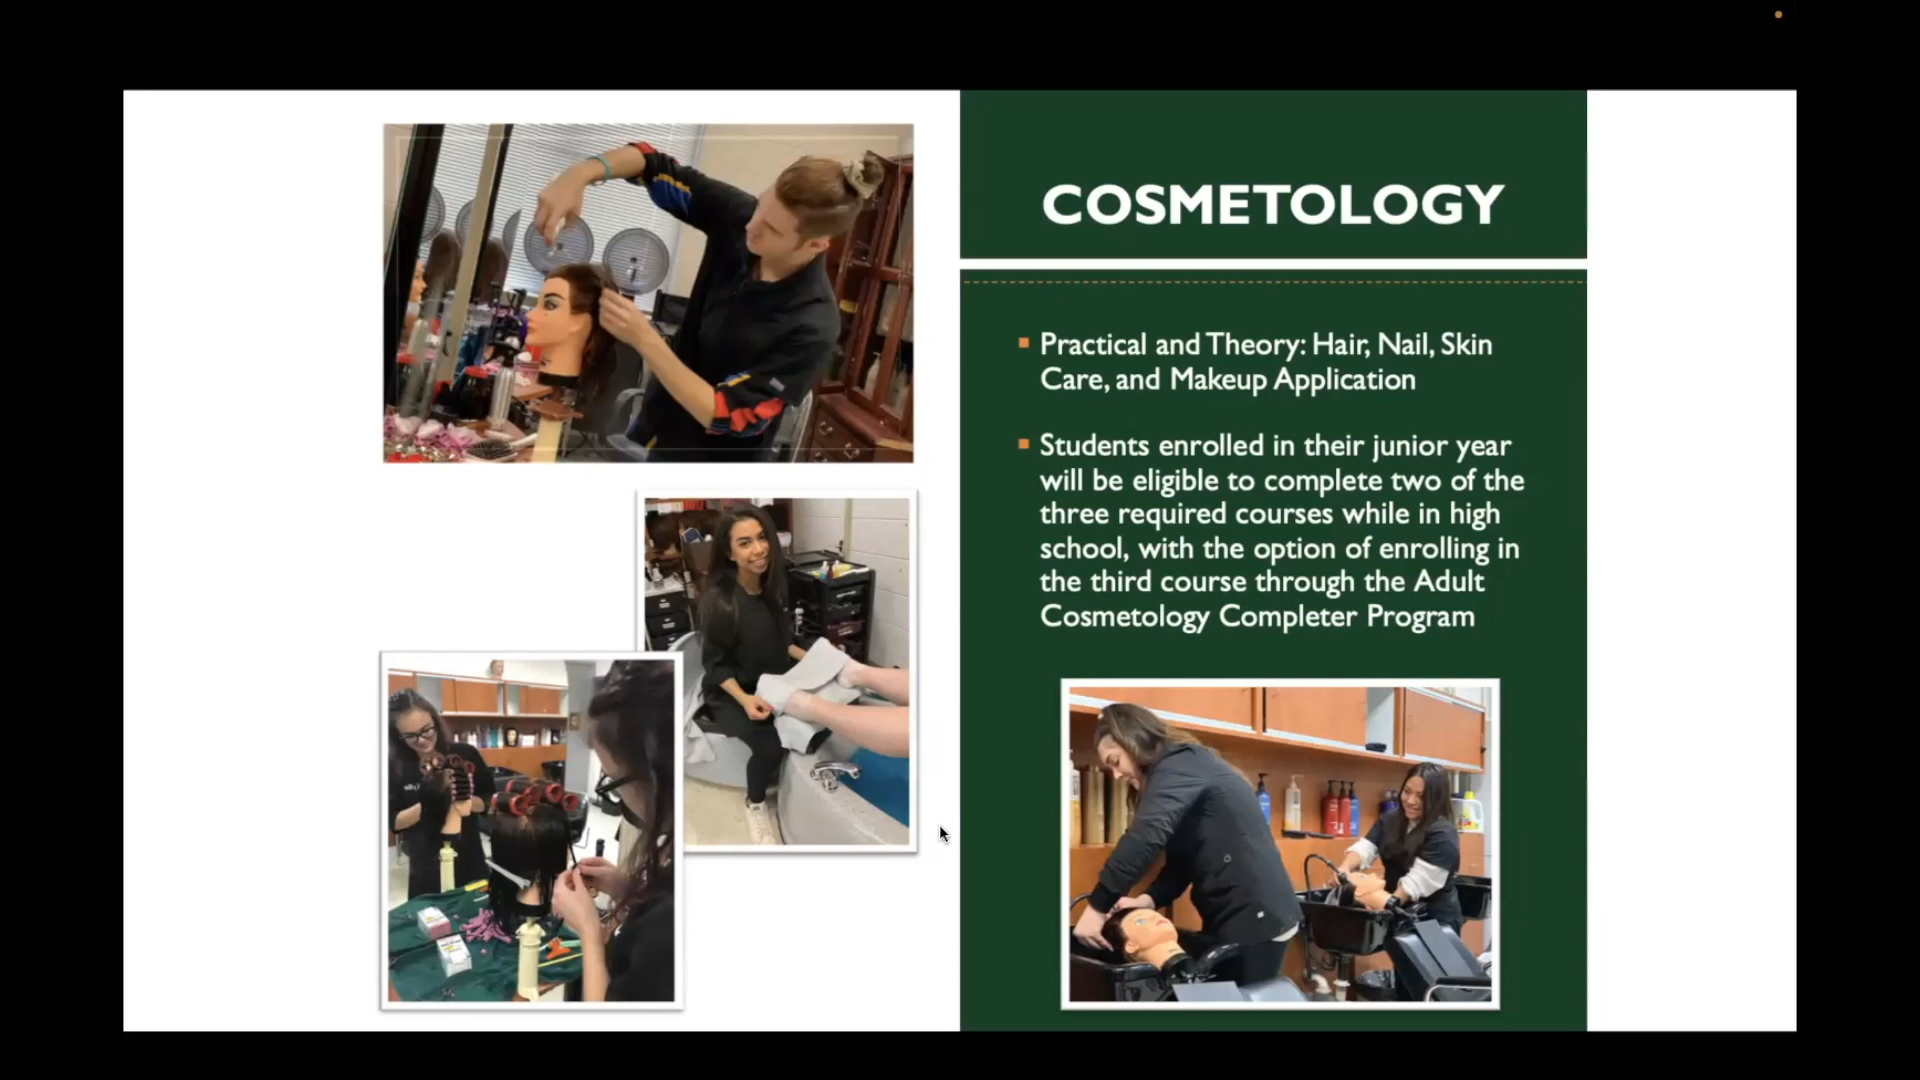 COSMETOLOGY
Practical and Theory: Hair, Nail, Skin
Care, and Makeup Application
Students enrolled in their junior year
will be eligible to complete two of the
three required courses while in high
school, with the option of enrolling in
the third course through the Adult
Cosmetology Completer Program